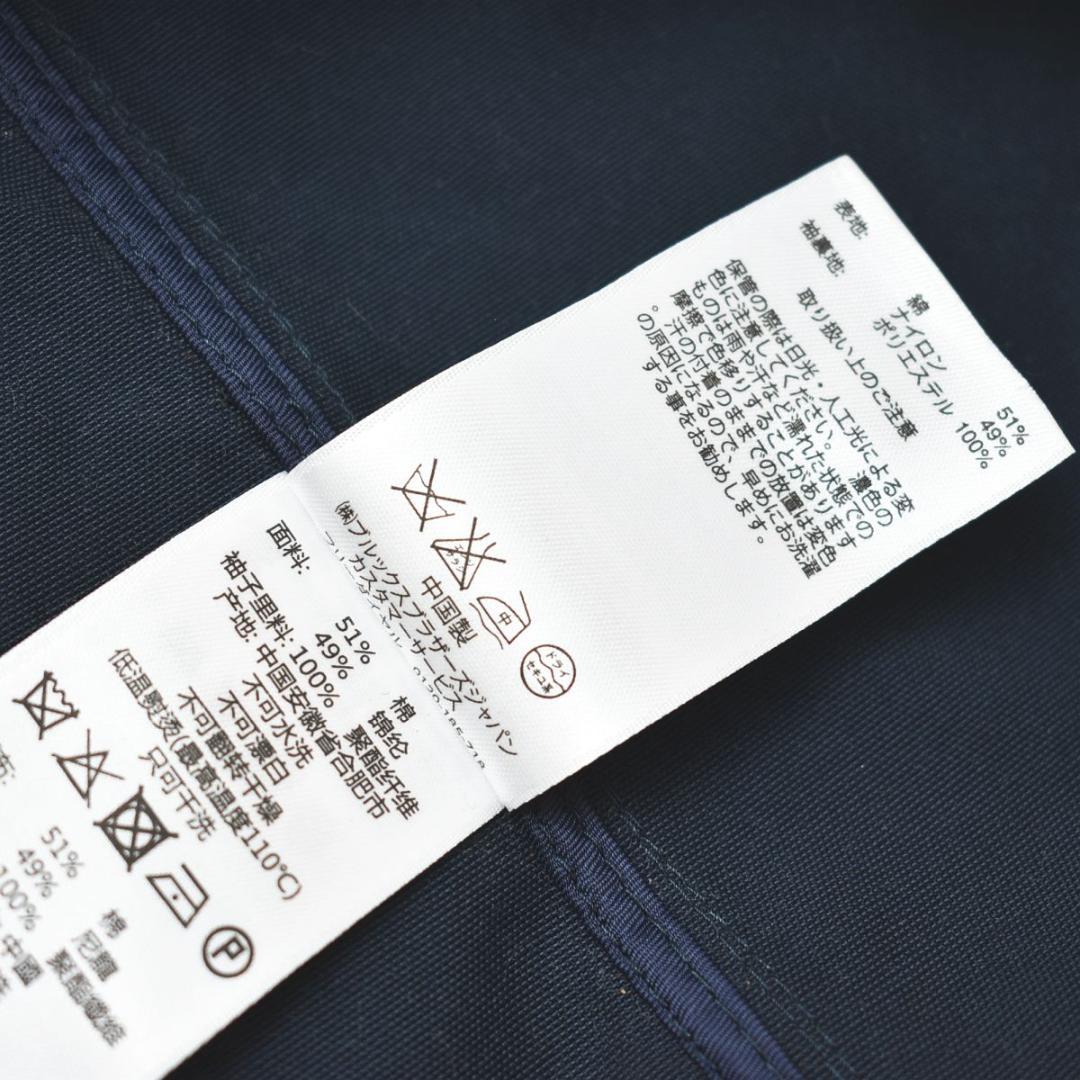 表地: 綿 51%
ナイロン 49%
袖裏地: ポリエステル 100%
取り扱い上のご注意
保管の際は日光・人工光による変
色に注意してください。 濃色の
ものは雨や汗など濡れた状態での
摩擦で色移りすることがあります
。汗の付着のままでの放置は変色
の原因になるので、早めにお洗濯
する事をお勧めします。
中
ドライ
セキユ系
中国製
(株)ブルックスブラザーズジャパン
カスタマーサービス
面料: 51% 棉
49% 锦纶
袖子里料: 100% 聚酯纤维
产地: 中国安徽省合肥市
不可水洗
不可漂白
不可翻转干燥
低温熨烫(最高温度110°C)
只可干洗
P
51% 棉
49% 尼龍
100% 聚酯纖維
中國